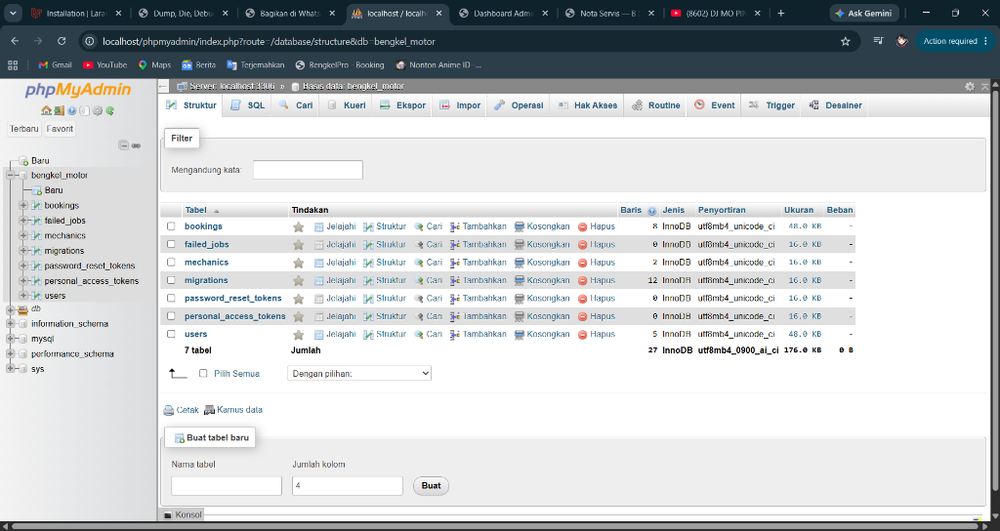 Installation | Lara
Dump, Die, Debu
Bagikan di Whats
localhost / localh
Dashboard Adm
Nota Servis — B
(8602) DJ MO PI
Ask Gemini
localhost/phpmyadmin/index.php?route=/database/structure&db=bengkel_motor
Action required
Gmail
YouTube
Maps
Berita
Terjemahkan
BengkelPro - Booking
Nonton Anime ID ...
phpMyAdmin
Terbaru Favorit
Baru
bengkel_motor
Baru
bookings
failed_jobs
mechanics
migrations
password_reset_tokens
personal_access_tokens
users
db
information_schema
mysql
performance_schema
sys
Server: localhost:3306 » Basis data: bengkel_motor
Struktur SQL Cari Kueri Ekspor Impor Operasi Hak Akses Routine Event Trigger Desainer
Filter
Mengandung kata:
Tabel Tindakan Baris Jenis Penyortiran Ukuran Beban
bookings Jelajahi Struktur Cari Tambahkan Kosongkan Hapus 8 InnoDB utf8mb4_unicode_ci 48.0 KB -
failed_jobs Jelajahi Struktur Cari Tambahkan Kosongkan Hapus 0 InnoDB utf8mb4_unicode_ci 16.0 KB -
mechanics Jelajahi Struktur Cari Tambahkan Kosongkan Hapus 2 InnoDB utf8mb4_unicode_ci 16.0 KB -
migrations Jelajahi Struktur Cari Tambahkan Kosongkan Hapus 12 InnoDB utf8mb4_unicode_ci 16.0 KB -
password_reset_tokens Jelajahi Struktur Cari Tambahkan Kosongkan Hapus 0 InnoDB utf8mb4_unicode_ci 16.0 KB -
personal_access_tokens Jelajahi Struktur Cari Tambahkan Kosongkan Hapus 0 InnoDB utf8mb4_unicode_ci 16.0 KB -
users Jelajahi Struktur Cari Tambahkan Kosongkan Hapus 5 InnoDB utf8mb4_unicode_ci 48.0 KB -
7 tabel Jumlah 27 InnoDB utf8mb4_0900_ai_ci 176.0 KB 0 B
Pilih Semua Dengan pilihan:
Cetak Kamus data
Buat tabel baru
Nama tabel Jumlah kolom
4 Buat
Konsol